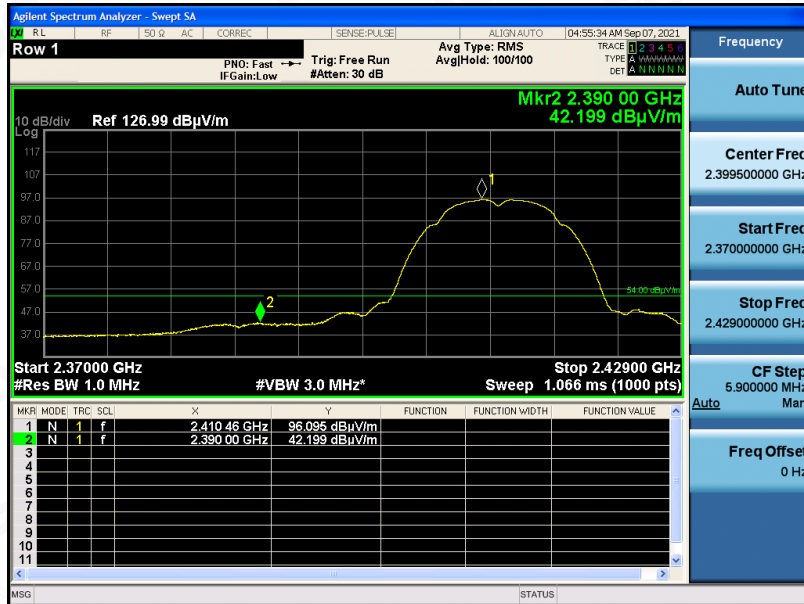 Agilent Spectrum Analyzer - Swept SA
LXI RL RF 50 Ω AC CORREC SENSE:PULSE ALIGN AUTO 04:55:34 AM Sep 07, 2021
Row 1
PNO: Fast
IFGain:Low
Trig: Free Run
#Atten: 30 dB
Avg Type: RMS
Avg|Hold: 100/100
TRACE 1 2 3 4 5 6
TYPE A WWWWW
DET A N N N N N
Mkr2 2.390 00 GHz
42.199 dBµV/m
10 dB/div Ref 126.99 dBµV/m
Log
117
107
97.0
87.0
77.0
67.0
57.0
47.0
37.0
1
2
54.00 dBµV/m
Start 2.37000 GHz Stop 2.42900 GHz
#Res BW 1.0 MHz #VBW 3.0 MHz* Sweep 1.066 ms (1000 pts)
MKR MODE TRC SCL X Y FUNCTION FUNCTION WIDTH FUNCTION VALUE
1 N 1 f 2.410 46 GHz 96.095 dBµV/m
2 N 1 f 2.390 00 GHz 42.199 dBµV/m
3
4
5
6
7
8
9
10
11
MSG STATUS
Frequency
Auto Tune
Center Freq
2.399500000 GHz
Start Freq
2.370000000 GHz
Stop Freq
2.429000000 GHz
CF Step
5.900000 MHz
Auto Man
Freq Offset
0 Hz